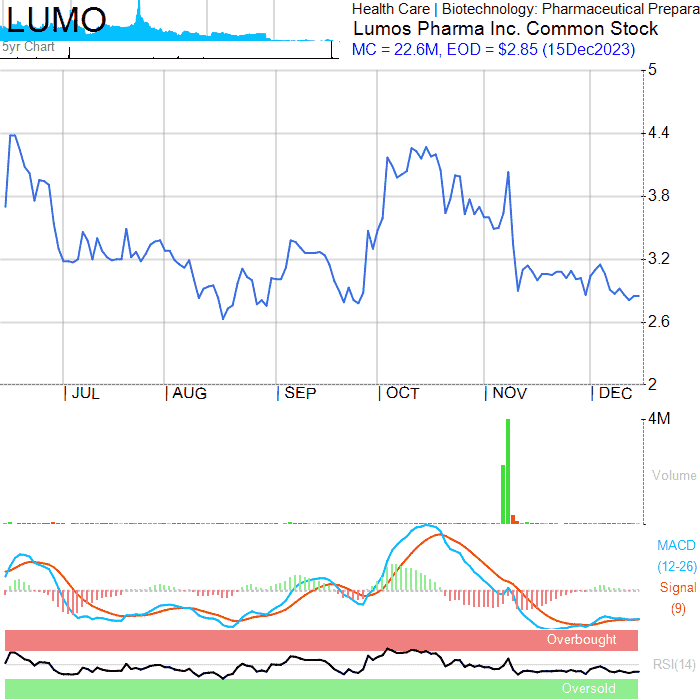 LUMO
Health Care | Biotechnology: Pharmaceutical Prepara
Lumos Pharma Inc. Common Stock
5yr Chart
MC = 22.6M, EOD = $2.85 (15Dec2023)
5
4.4
3.8
3.2
2.6
2
| JUL | AUG | SEP | OCT | NOV | DEC
4M
Volume
MACD
(12-26)
Signal
(9)
Overbought
RSI(14)
Oversold